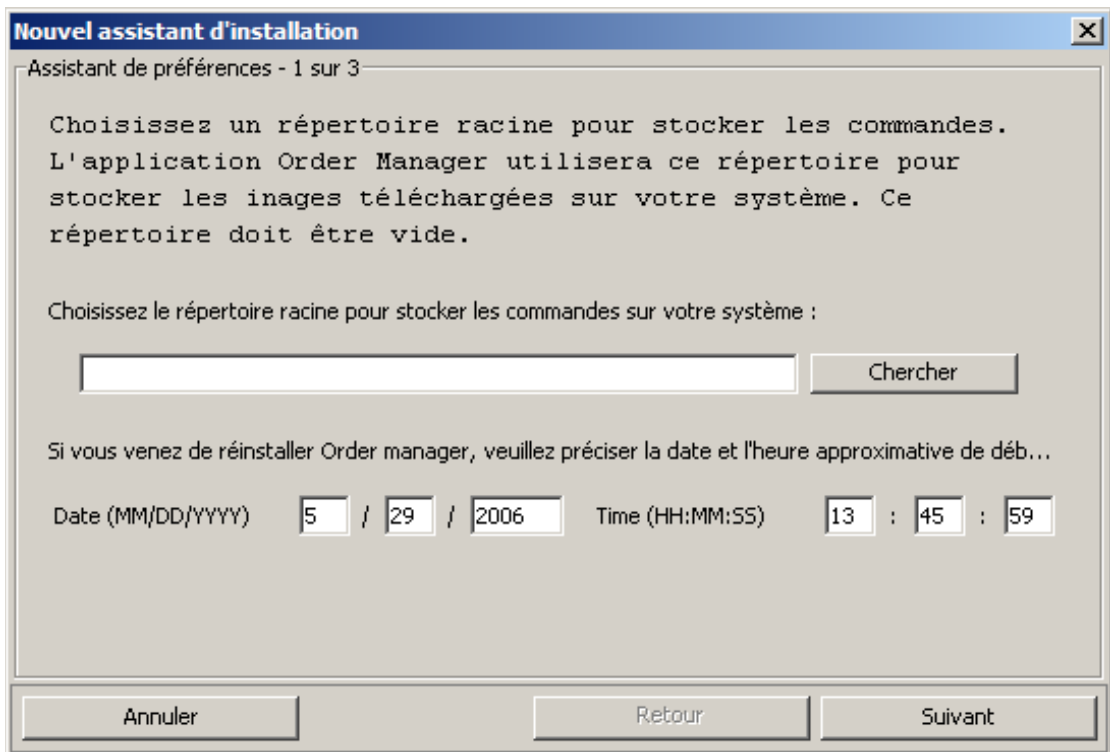 Nouvel assistant d'installation
Assistant de préférences - 1 sur 3
Choisissez un répertoire racine pour stocker les commandes.
L'application Order Manager utilisera ce répertoire pour
stocker les inages téléchargées sur votre système. Ce
répertoire doit être vide.
Choisissez le répertoire racine pour stocker les commandes sur votre système :
Chercher
Si vous venez de réinstaller Order manager, veuillez préciser la date et l'heure approximative de déb...
Date (MM/DD/YYYY) 5 / 29 / 2006 Time (HH:MM:SS) 13 : 45 : 59
Annuler Retour Suivant